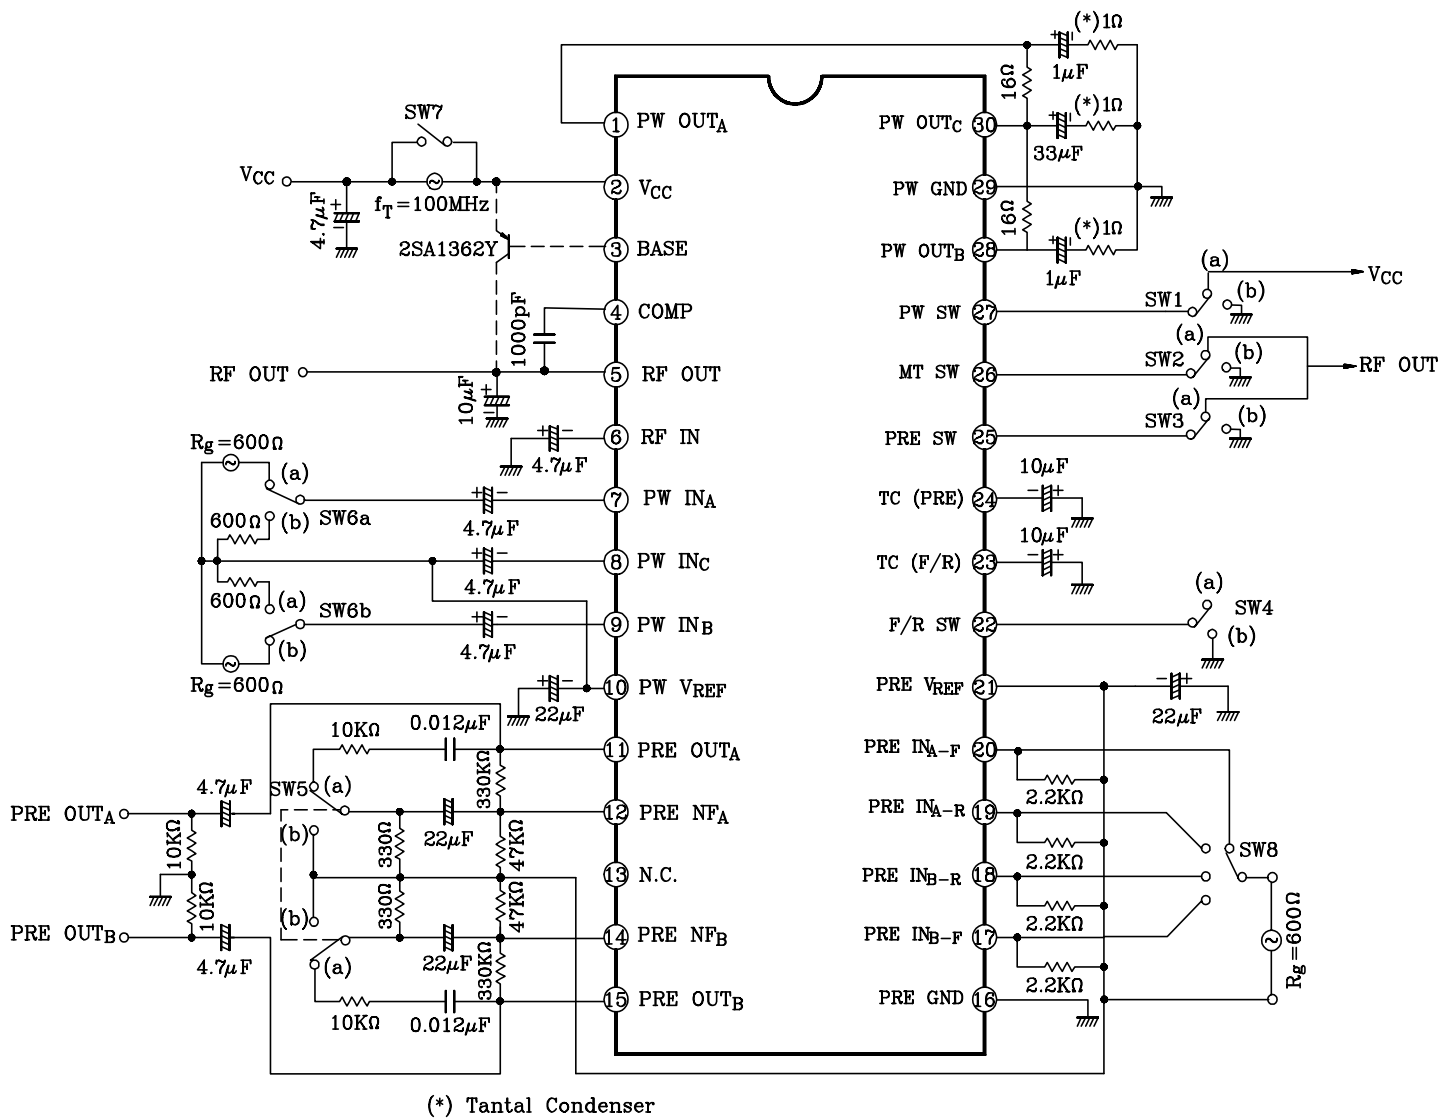 (*)1Ω
1μF
16Ω
SW7
1 PW OUTA
PW OUTC 30
(*)1Ω
33μF
VCC
2 VCC
PW GND 29
4.7μF
fT=100MHz
16Ω
(*)1Ω
2SA1362Y
3 BASE
PW OUTB 28
1μF
(a)
VCC
4 COMP
PW SW 27
SW1
(b)
1000pF
(a)
RF OUT
5 RF OUT
MT SW 26
SW2
(b)
RF OUT
10μF
(a)
6 RF IN
PRE SW 25
SW3
(b)
4.7μF
Rg=600Ω
(a)
10μF
7 PW INA
TC (PRE) 24
SW6a
(b)
600Ω
4.7μF
10μF
8 PW INC
TC (F/R) 23
4.7μF
600Ω
(a)
SW6b
(a)
SW4
9 PW INB
F/R SW 22
(b)
(b)
4.7μF
Rg=600Ω
10 PW VREF
PRE VREF 21
22μF
22μF
10KΩ
0.012μF
11 PRE OUTA
PRE INA-F 20
330KΩ
4.7μF
SW5
(a)
2.2KΩ
PRE OUTA
22μF
12 PRE NFA
PRE INA-R 19
10KΩ
(b)
330Ω
47KΩ
2.2KΩ
SW8
13 N.C.
PRE INB-R 18
10KΩ
(b)
330Ω
47KΩ
2.2KΩ
PRE OUTB
14 PRE NFB
PRE INB-F 17
Rg=600Ω
4.7μF
(a)
22μF
330KΩ
2.2KΩ
15 PRE OUTB
PRE GND 16
10KΩ
0.012μF
(*) Tantal Condenser